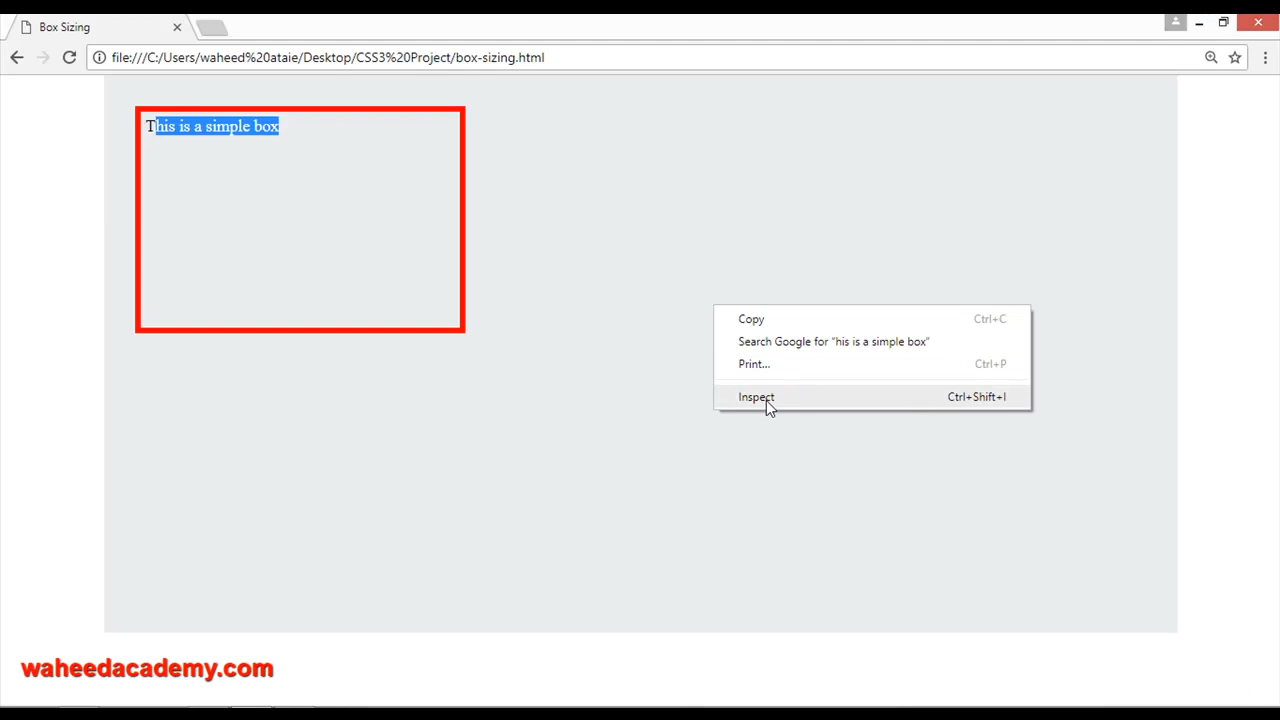 Box Sizing
file:///C:/Users/waheed%20ataie/Desktop/CSS3%20Project/box-sizing.html
This is a simple box
Copy Ctrl+C
Search Google for “his is a simple box”
Print... Ctrl+P
Inspect Ctrl+Shift+I
waheedacademy.com